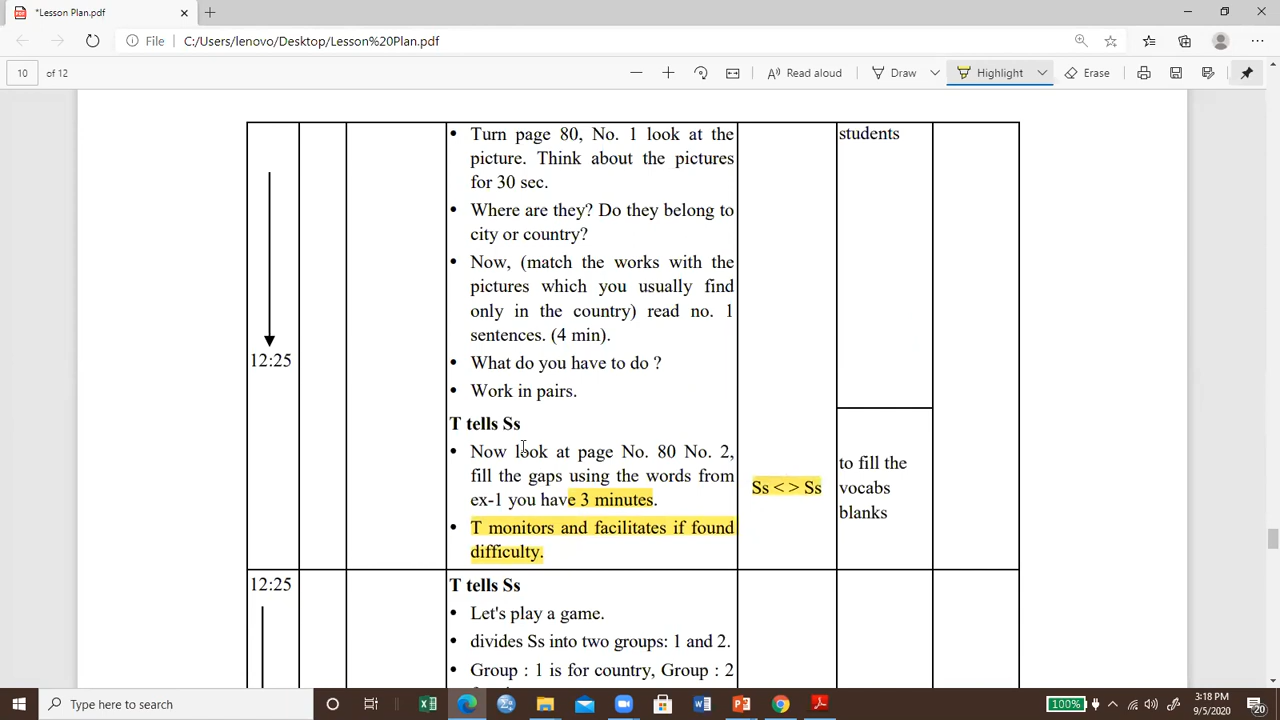 *Lesson Plan.pdf
File
C:/Users/lenovo/Desktop/Lesson%20Plan.pdf
10 of 12
Read aloud
Draw
Highlight
Erase
• Turn page 80, No. 1 look at the
picture. Think about the pictures
for 30 sec.
• Where are they? Do they belong to
city or country?
• Now, (match the works with the
pictures which you usually find
only in the country) read no. 1
sentences. (4 min).
• What do you have to do ?
• Work in pairs.
students
12:25
T tells Ss
• Now look at page No. 80 No. 2,
fill the gaps using the words from
ex-1 you have 3 minutes.
• T monitors and facilitates if found
difficulty.
Ss < > Ss
to fill the
vocabs
blanks
12:25
T tells Ss
• Let's play a game.
• divides Ss into two groups: 1 and 2.
• Group : 1 is for country, Group : 2
Type here to search
100%
3:18 PM
9/5/2020
20